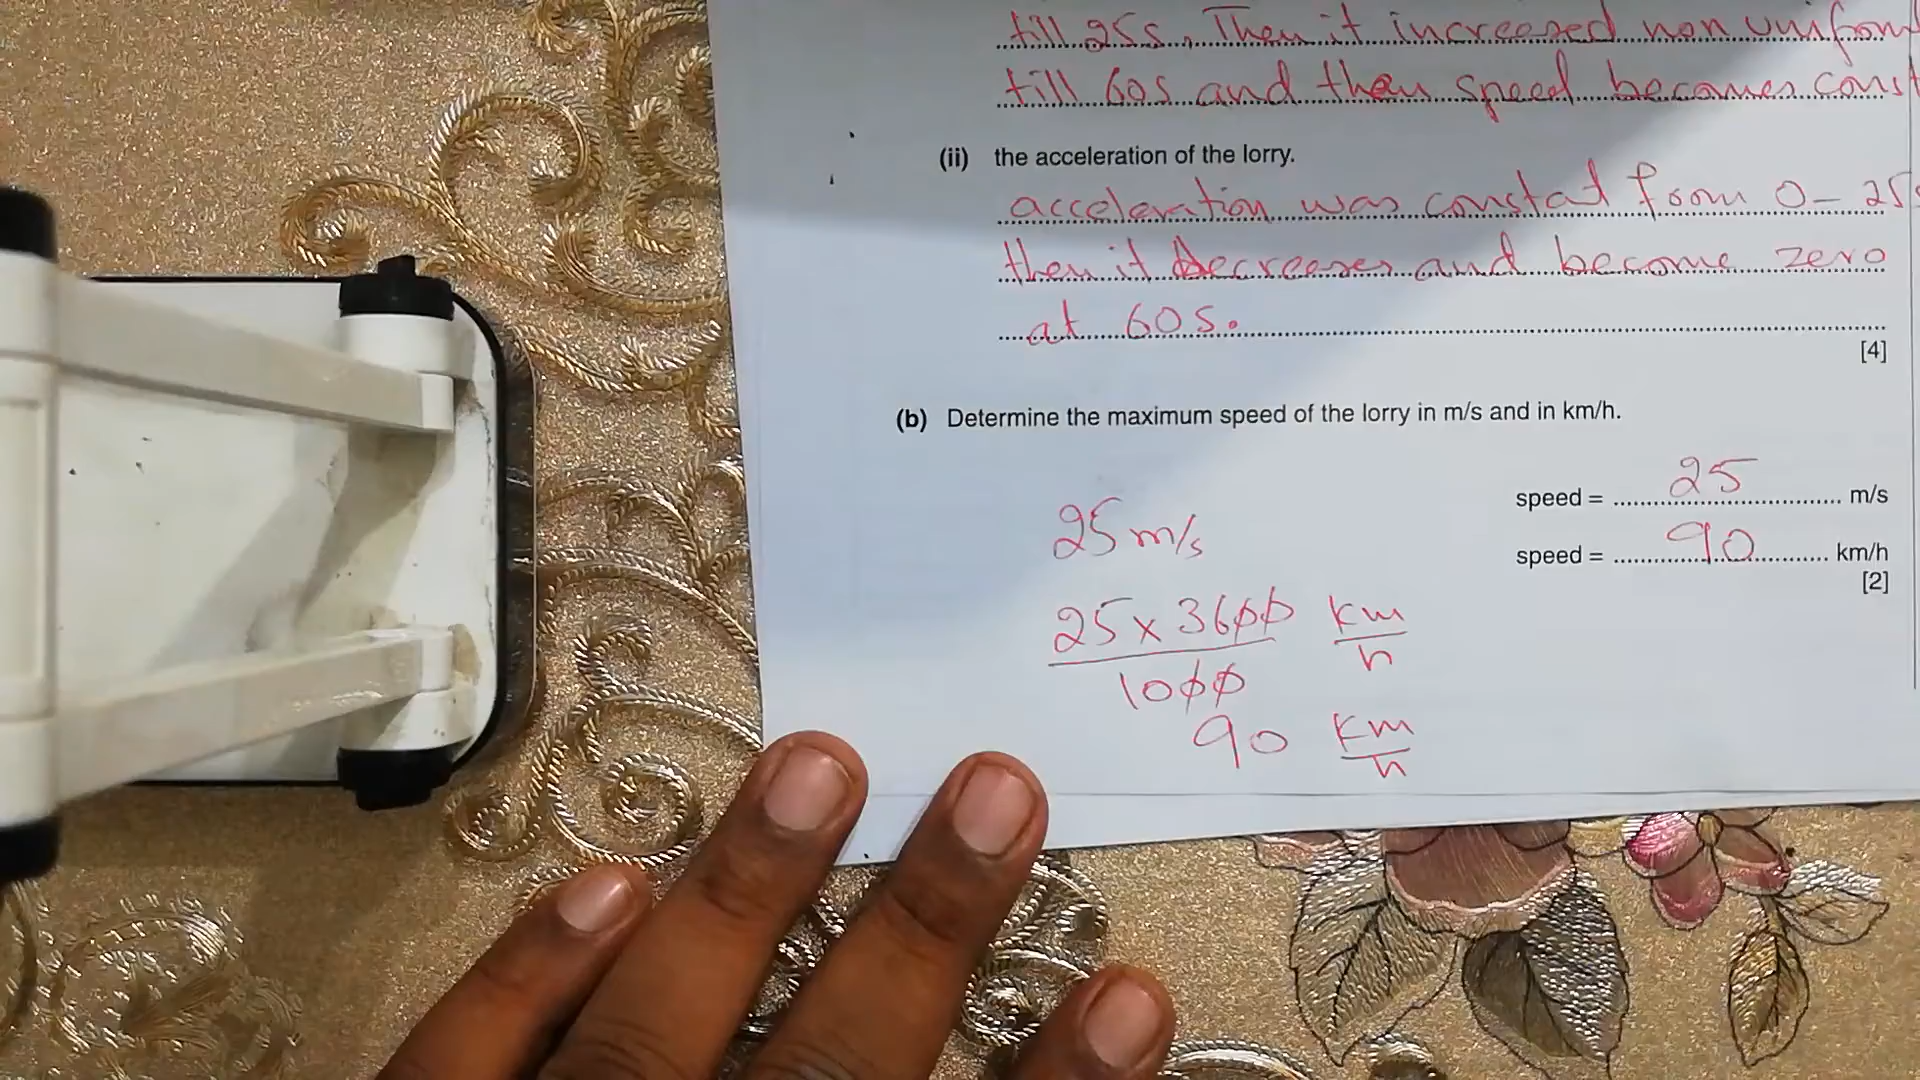 till 25s, Then it increased non uniform
till 60s and then speed becomes const
(ii) the acceleration of the lorry.
acceleration was constat from 0-25s
then it decreases and become zero
at 60s.
[4]
(b) Determine the maximum speed of the lorry in m/s and in km/h.
speed = 25 m/s
25 m/s
speed = 90 km/h
[2]
25 x 3600 km/h
1000
90 km/h